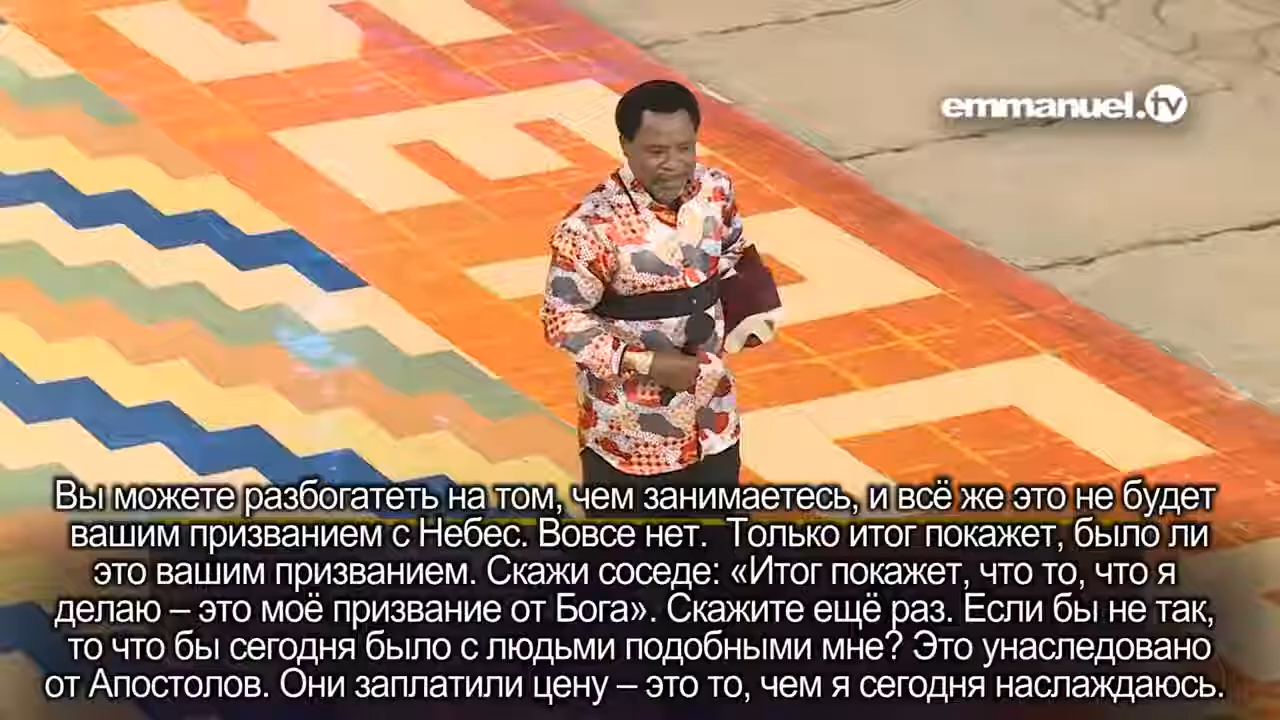 emmanuel.tv
Вы можете разбогатеть на том, чем занимаетесь, и всё же это не будет
вашим призванием с Небес. Вовсе нет. Только итог покажет, было ли
это вашим призванием. Скажи соседе: «Итог покажет, что то, что я
делаю – это моё призвание от Бога». Скажите ещё раз. Если бы не так,
то что бы сегодня было с людьми подобными мне? Это унаследовано
от Апостолов. Они заплатили цену – это то, чем я сегодня наслаждаюсь.